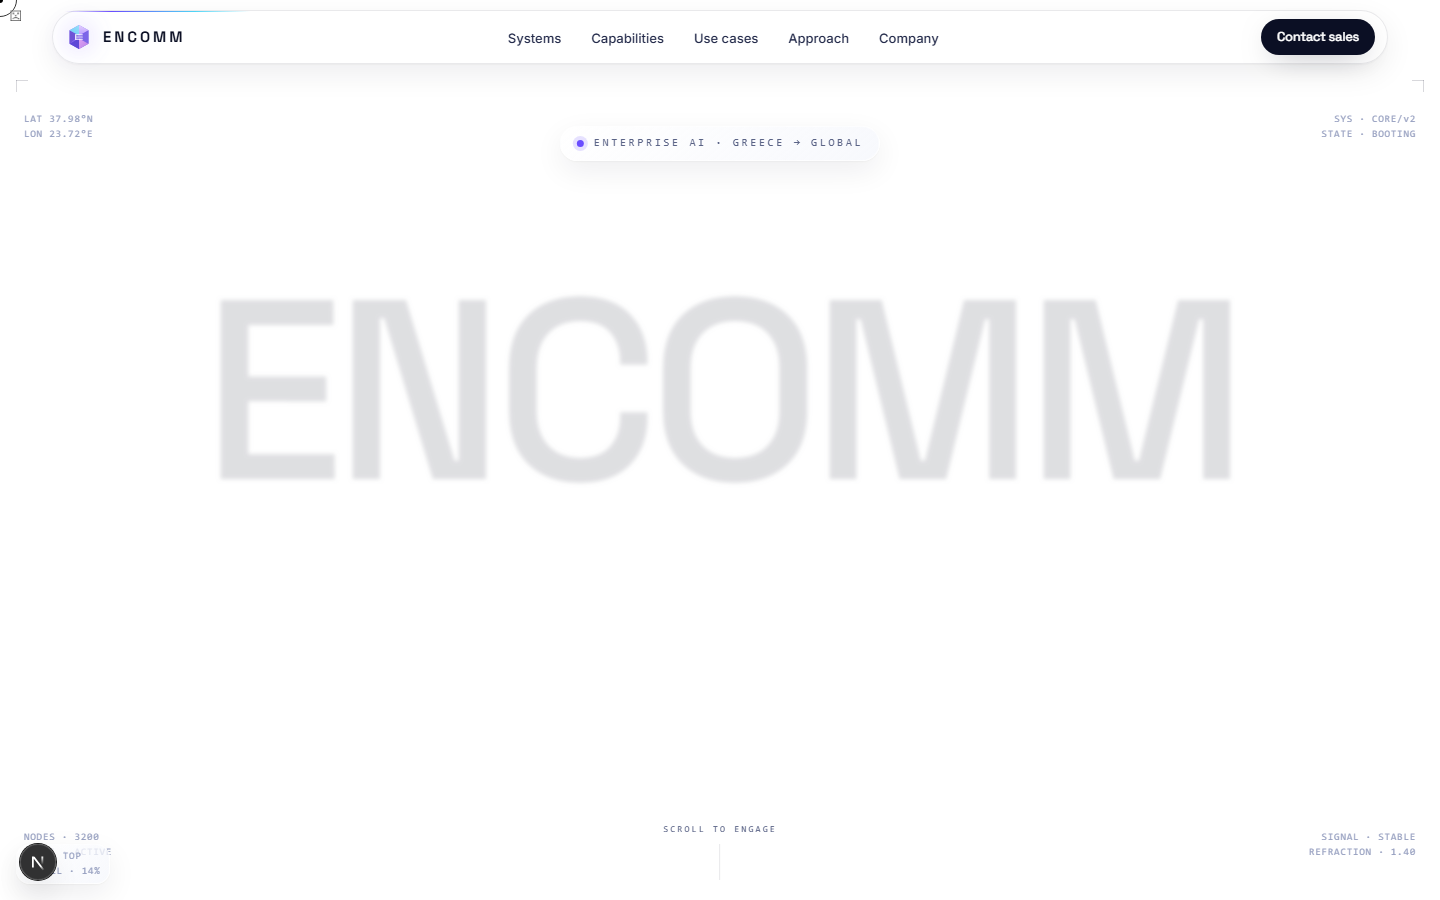 ENCOMM
Systems
Capabilities
Use cases
Approach
Company
Contact sales
LAT 37.98°N
LON 23.72°E
SYS · CORE/v2
STATE · BOOTING
ENTERPRISE AI · GREECE → GLOBAL
ENCOMM
SCROLL TO ENGAGE
NODES · 3200
TOP
· 14%
SIGNAL · STABLE
REFRACTION · 1.40